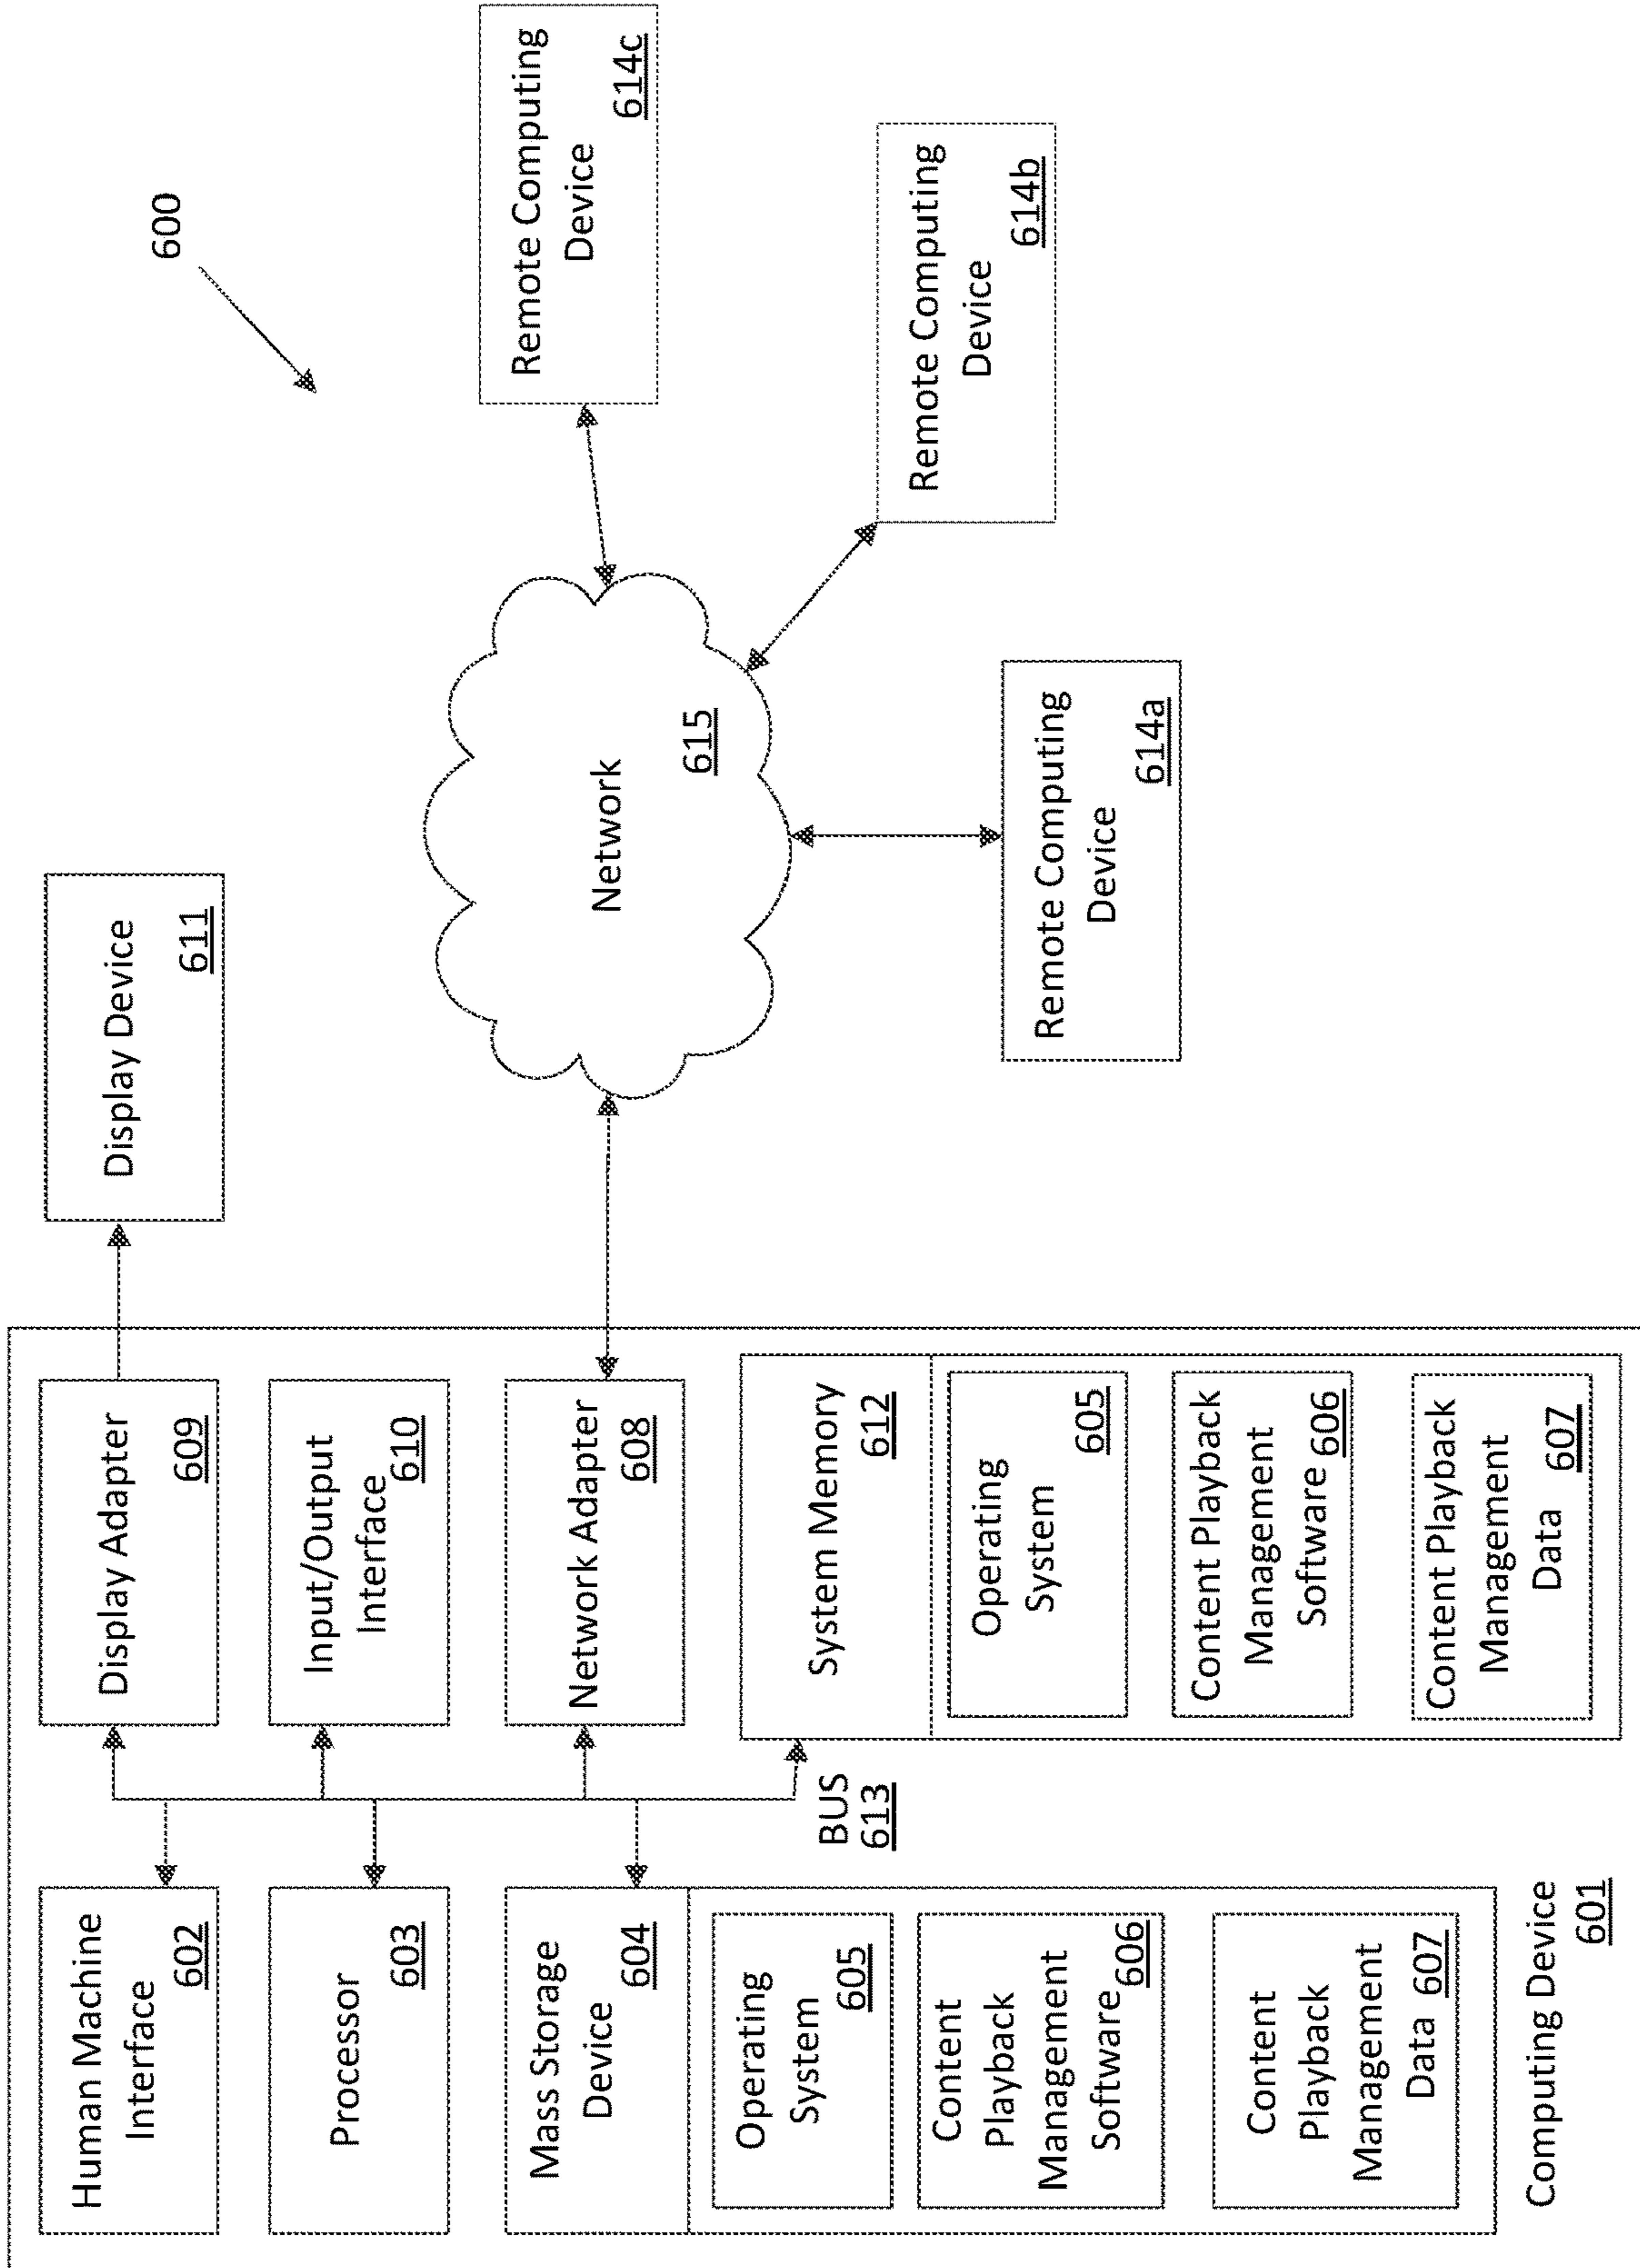 600
Human Machine
Interface
602
Processor
603
Mass Storage
Device
604
Operating
System
605
Content
Playback
Management
Software
606
Content
Playback
Management
Data
607
Computing Device
601
BUS
613
Display Adapter
609
Input/Output
Interface
610
Network Adapter
608
System Memory
612
Operating
System
605
Content Playback
Management
Software
606
Content Playback
Management
Data
607
Display Device
611
Network
615
Remote Computing
Device
614a
Remote Computing
Device
614b
Remote Computing
Device
614c